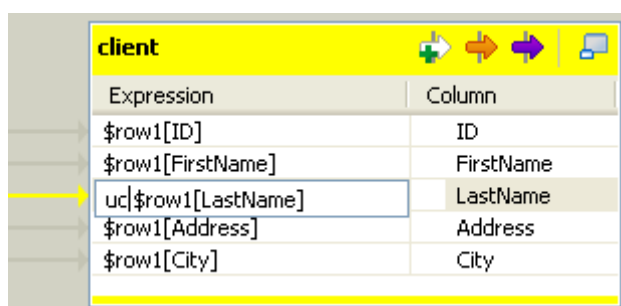 client
Expression Column
$row1[ID] ID
$row1[FirstName] FirstName
uc$row1[LastName] LastName
$row1[Address] Address
$row1[City] City